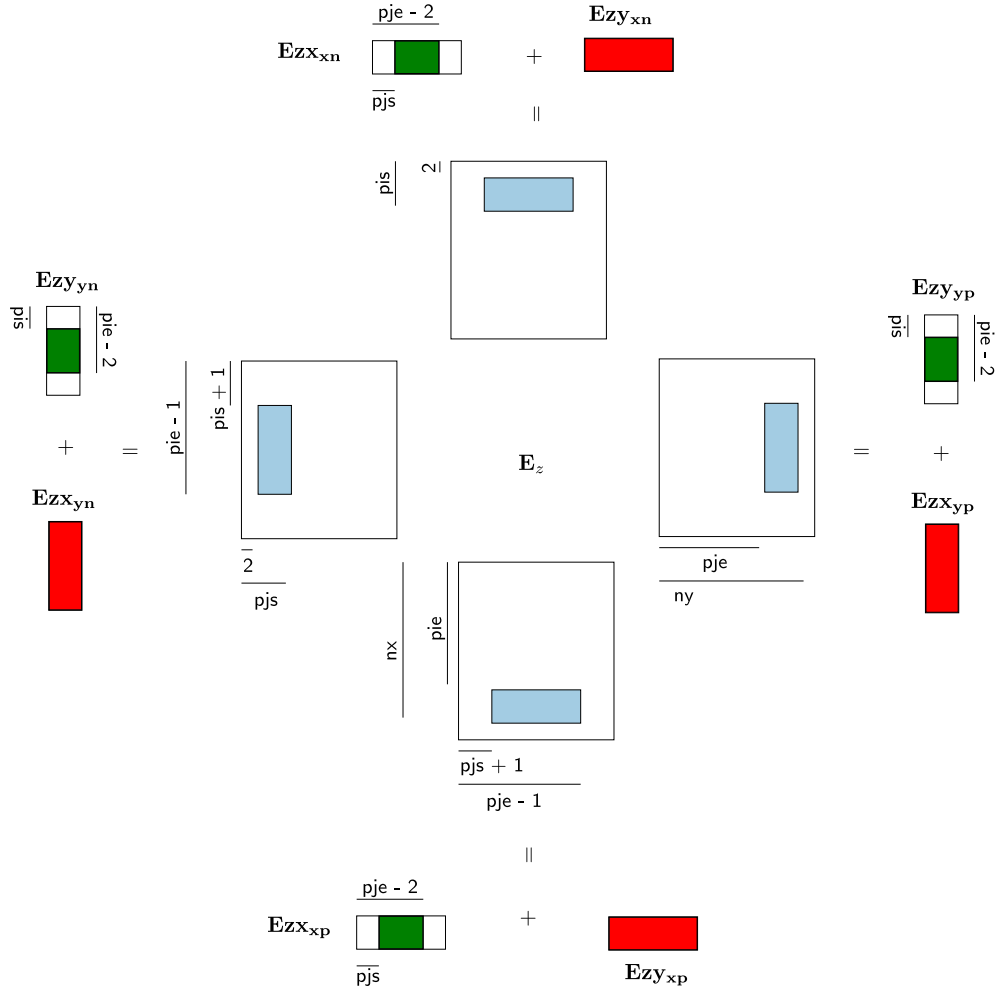 pje - 2
Ezx_xn
+
Ezy_xn
pjs
=
pis
2
Ezy_yn
pis
pie - 2
+
=
Ezx_yn
pie - 1
pis + 1
2
pjs
E_z
Ezy_yp
pis
pie - 2
=
+
Ezx_yp
pje
ny
nx
pie
pjs + 1
pje - 1
=
pje - 2
Ezx_xp
+
pjs
Ezy_xp